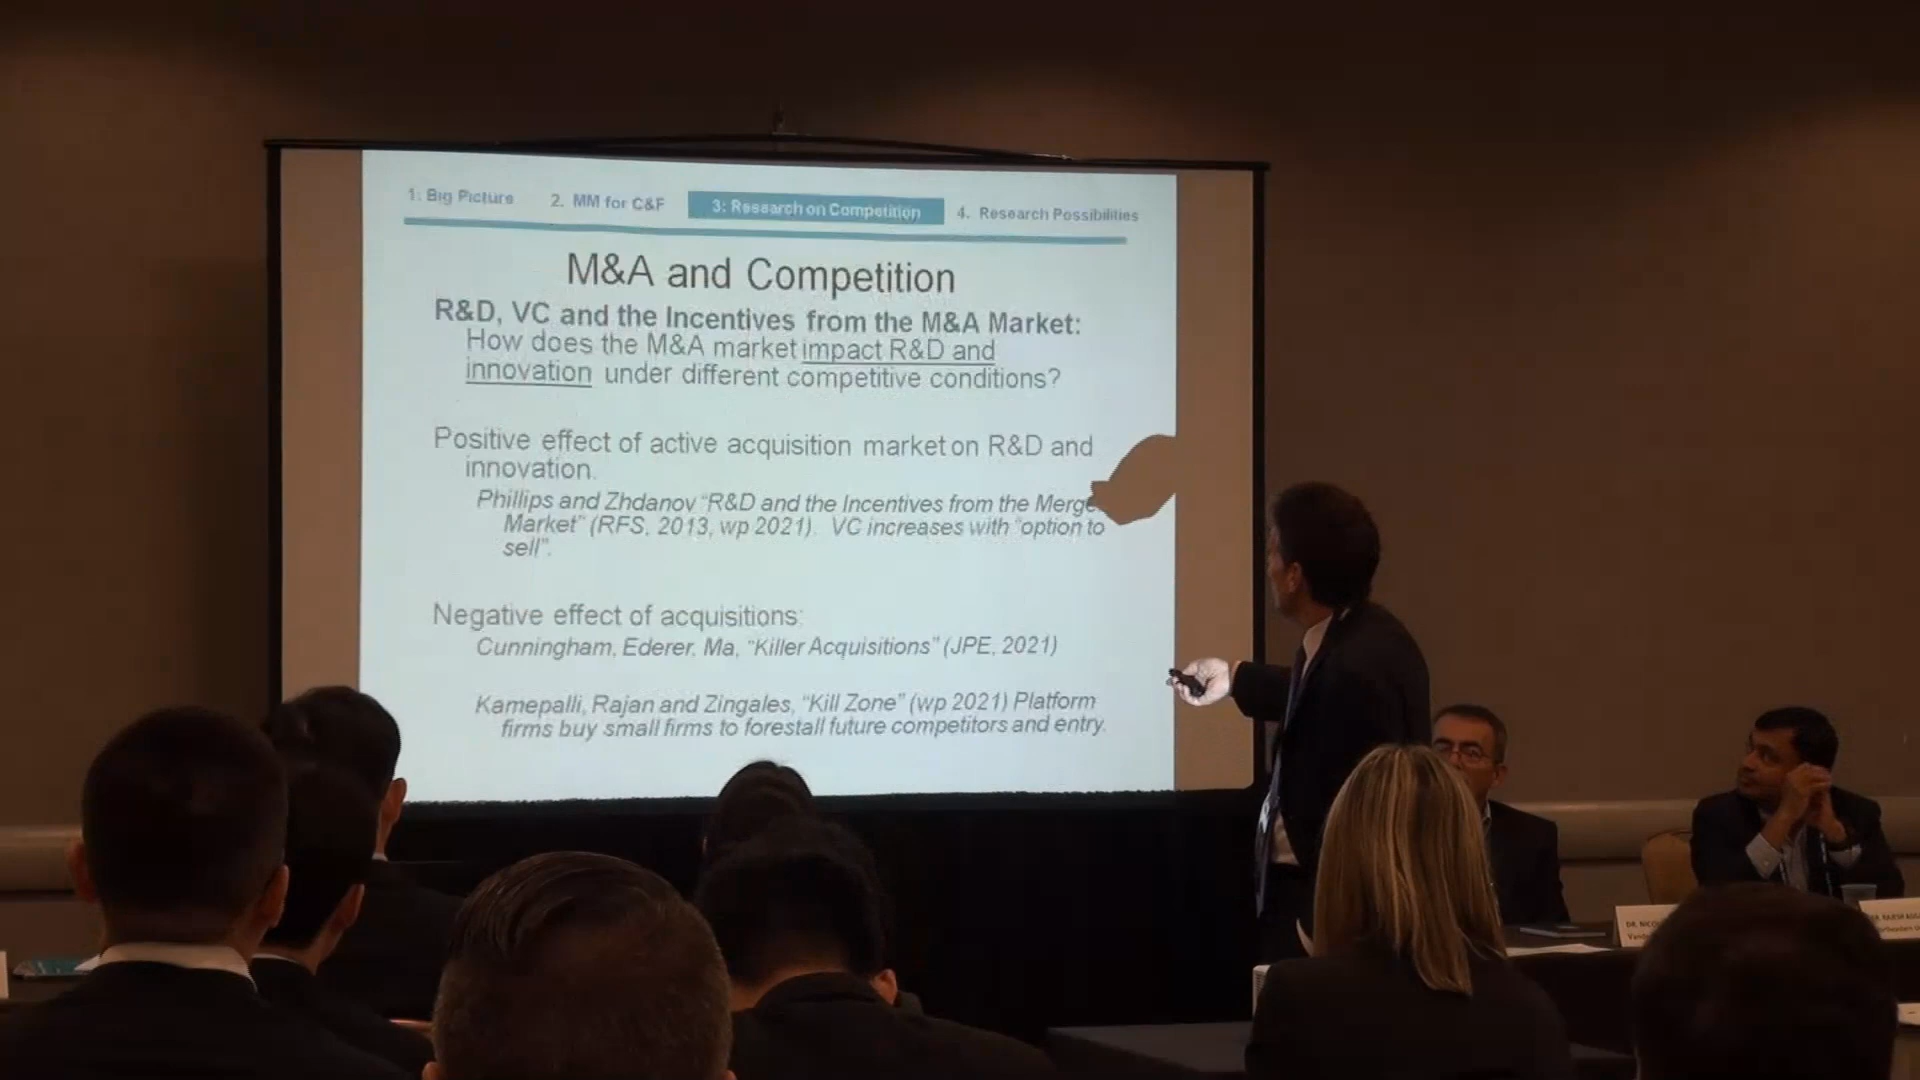 1: Big Picture 2. MM for C&F 3: Research on Competition 4. Research Possibilities
M&A and Competition
R&D, VC and the Incentives from the M&A Market:
How does the M&A market impact R&D and
innovation under different competitive conditions?
Positive effect of active acquisition market on R&D and
innovation.
Phillips and Zhdanov "R&D and the Incentives from the Merge
Market" (RFS, 2013, wp 2021). VC increases with "option to
sell".
Negative effect of acquisitions:
Cunningham, Ederer, Ma, "Killer Acquisitions" (JPE, 2021)
Kamepalli, Rajan and Zingales, "Kill Zone" (wp 2021) Platform
firms buy small firms to forestall future competitors and entry.
DR.